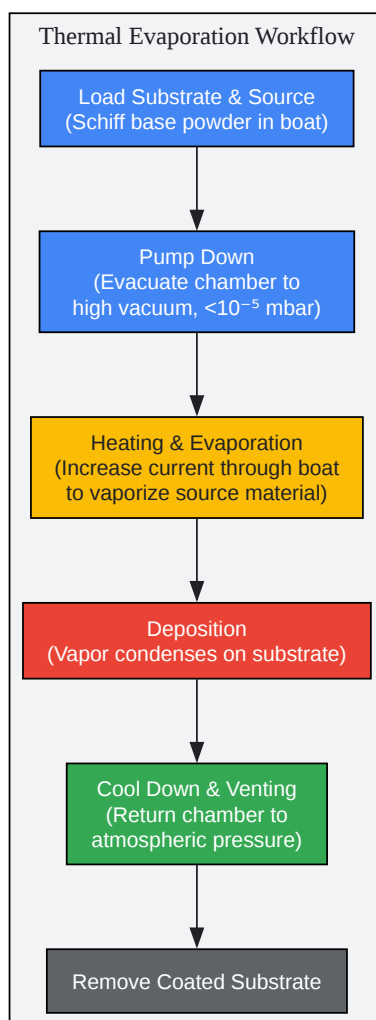 Thermal Evaporation Workflow
Load Substrate & Source
(Schiff base powder in boat)
Pump Down
(Evacuate chamber to
high vacuum, <10⁻⁵ mbar)
Heating & Evaporation
(Increase current through boat
to vaporize source material)
Deposition
(Vapor condenses on substrate)
Cool Down & Venting
(Return chamber to
atmospheric pressure)
Remove Coated Substrate